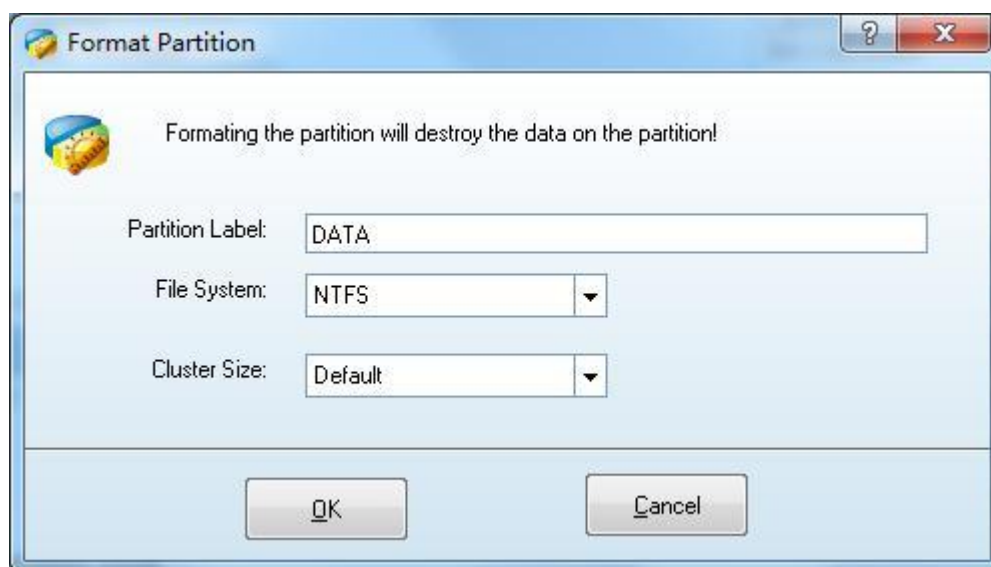 Format Partition
Formating the partition will destroy the data on the partition!
Partition Label: DATA
File System: NTFS
Cluster Size: Default
OK Cancel